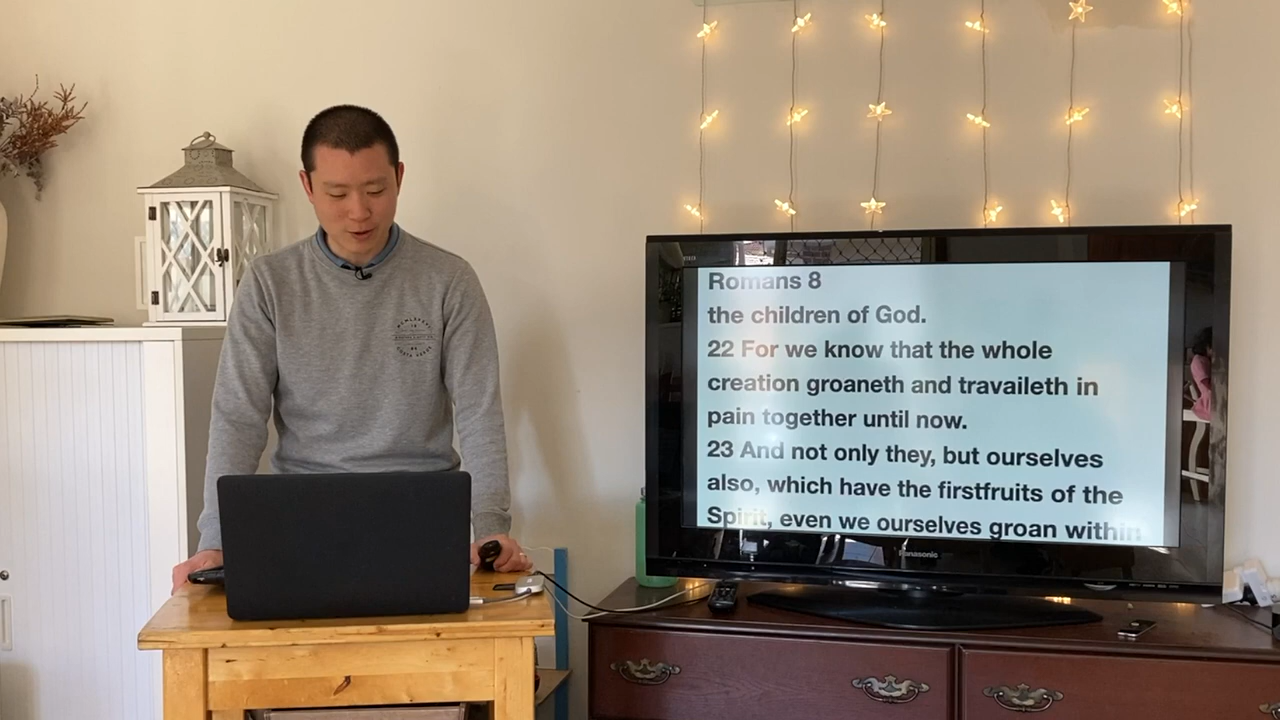 Romans 8
the children of God.
22 For we know that the whole
creation groaneth and travaileth in
pain together until now.
23 And not only they, but ourselves
also, which have the firstfruits of the
Spirit, even we ourselves groan within
Panasonic